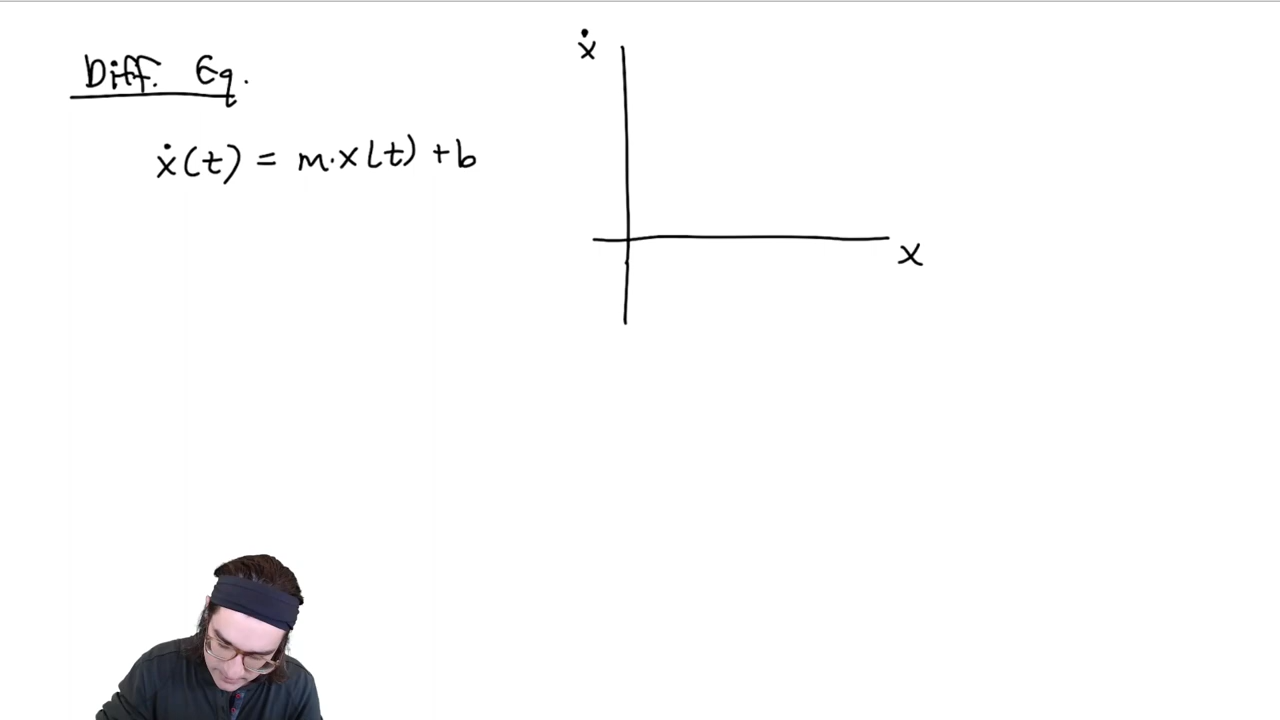 Diff. Eq.
ẋ(t) = m·x(t) + b
ẋ
x